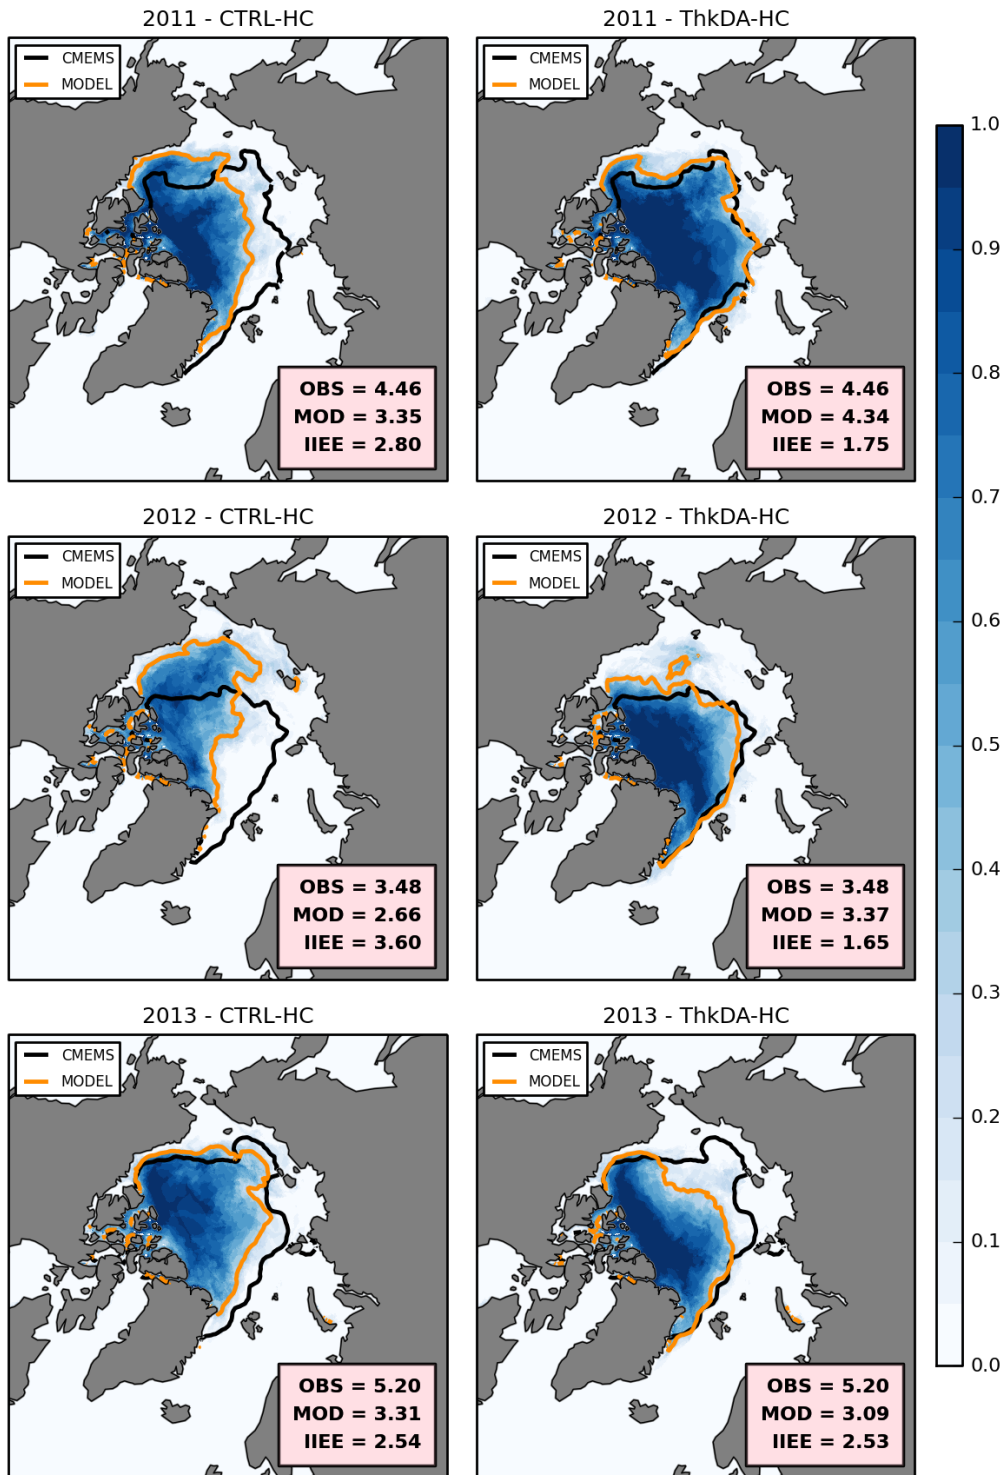 2011 - CTRL-HC
CMEMS
MODEL
OBS = 4.46
MOD = 3.35
IIEE = 2.80
2011 - ThkDA-HC
CMEMS
MODEL
OBS = 4.46
MOD = 4.34
IIEE = 1.75
2012 - CTRL-HC
CMEMS
MODEL
OBS = 3.48
MOD = 2.66
IIEE = 3.60
2012 - ThkDA-HC
CMEMS
MODEL
OBS = 3.48
MOD = 3.37
IIEE = 1.65
2013 - CTRL-HC
CMEMS
MODEL
OBS = 5.20
MOD = 3.31
IIEE = 2.54
2013 - ThkDA-HC
CMEMS
MODEL
OBS = 5.20
MOD = 3.09
IIEE = 2.53
1.0
0.9
0.8
0.7
0.6
0.5
0.4
0.3
0.2
0.1
0.0